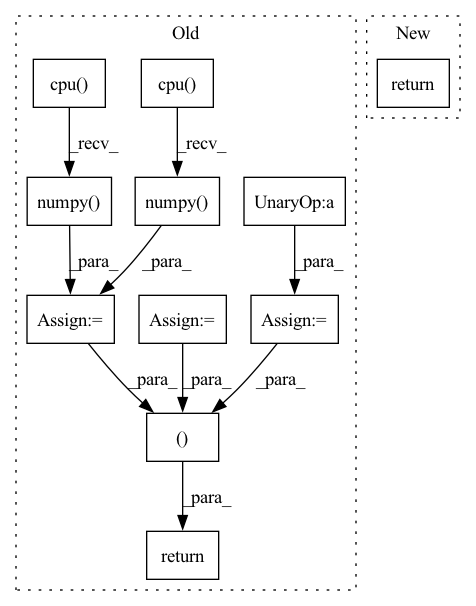 Old
New
cpu()
cpu()
return
_recv_
_recv_
numpy()
numpy()
UnaryOp:a
_para_
_para_
_para_
Assign:=
Assign:=
Assign:=
_para_
_para_
_para_
()
_para_
return